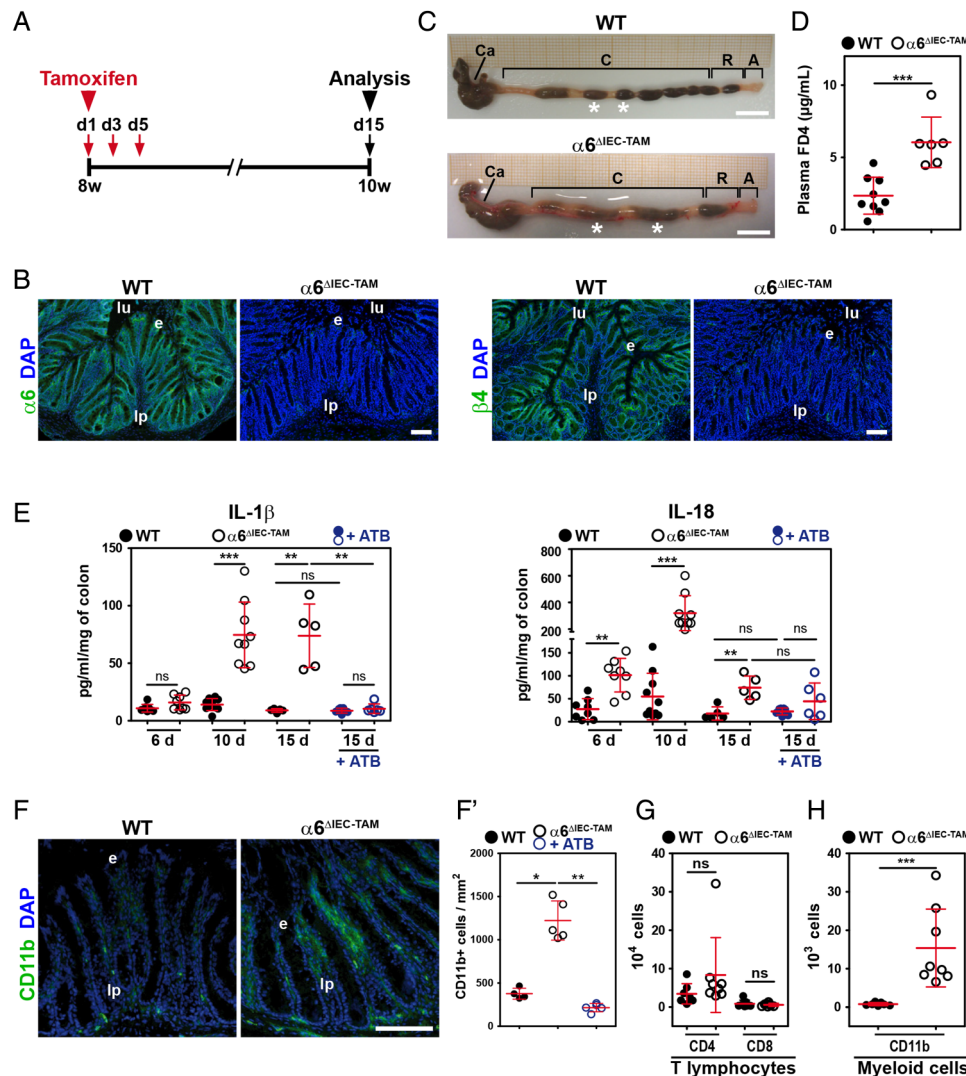 A
Tamoxifen
Analysis
d1 d3 d5
d15
8w
10w
C
WT
Ca
C
R
A
* *
α6ΔIEC-TAM
Ca
C
R
A
* *
D
WT α6ΔIEC-TAM
Plasma FD4 (μg/mL)
***
10
5
0
B
WT
α6ΔIEC-TAM
α6 DAP
lu
e
lp
lu
e
lp
WT
α6ΔIEC-TAM
β4 DAP
lu
e
lp
lu
e
lp
E
IL-1β
WT α6ΔIEC-TAM + ATB
pg/ml/mg of colon
150
100
50
0
ns
***
**
**
ns
ns
6 d 10 d 15 d 15 d
+ ATB
IL-18
WT α6ΔIEC-TAM + ATB
pg/ml/mg of colon
800
600
400
200
200
150
100
50
0
**
***
ns
ns
**
ns
6 d 10 d 15 d 15 d
+ ATB
F
WT
α6ΔIEC-TAM
CD11b DAP
e
lp
e
lp
F'
WT α6ΔIEC-TAM
+ ATB
CD11b+ cells / mm2
2000
1500
1000
500
0
* **
G
WT α6ΔIEC-TAM
10⁴ cells
40
30
20
10
0
ns
ns
CD4 CD8
T lymphocytes
H
WT α6ΔIEC-TAM
10³ cells
40
30
20
10
0
***
CD11b
Myeloid cells